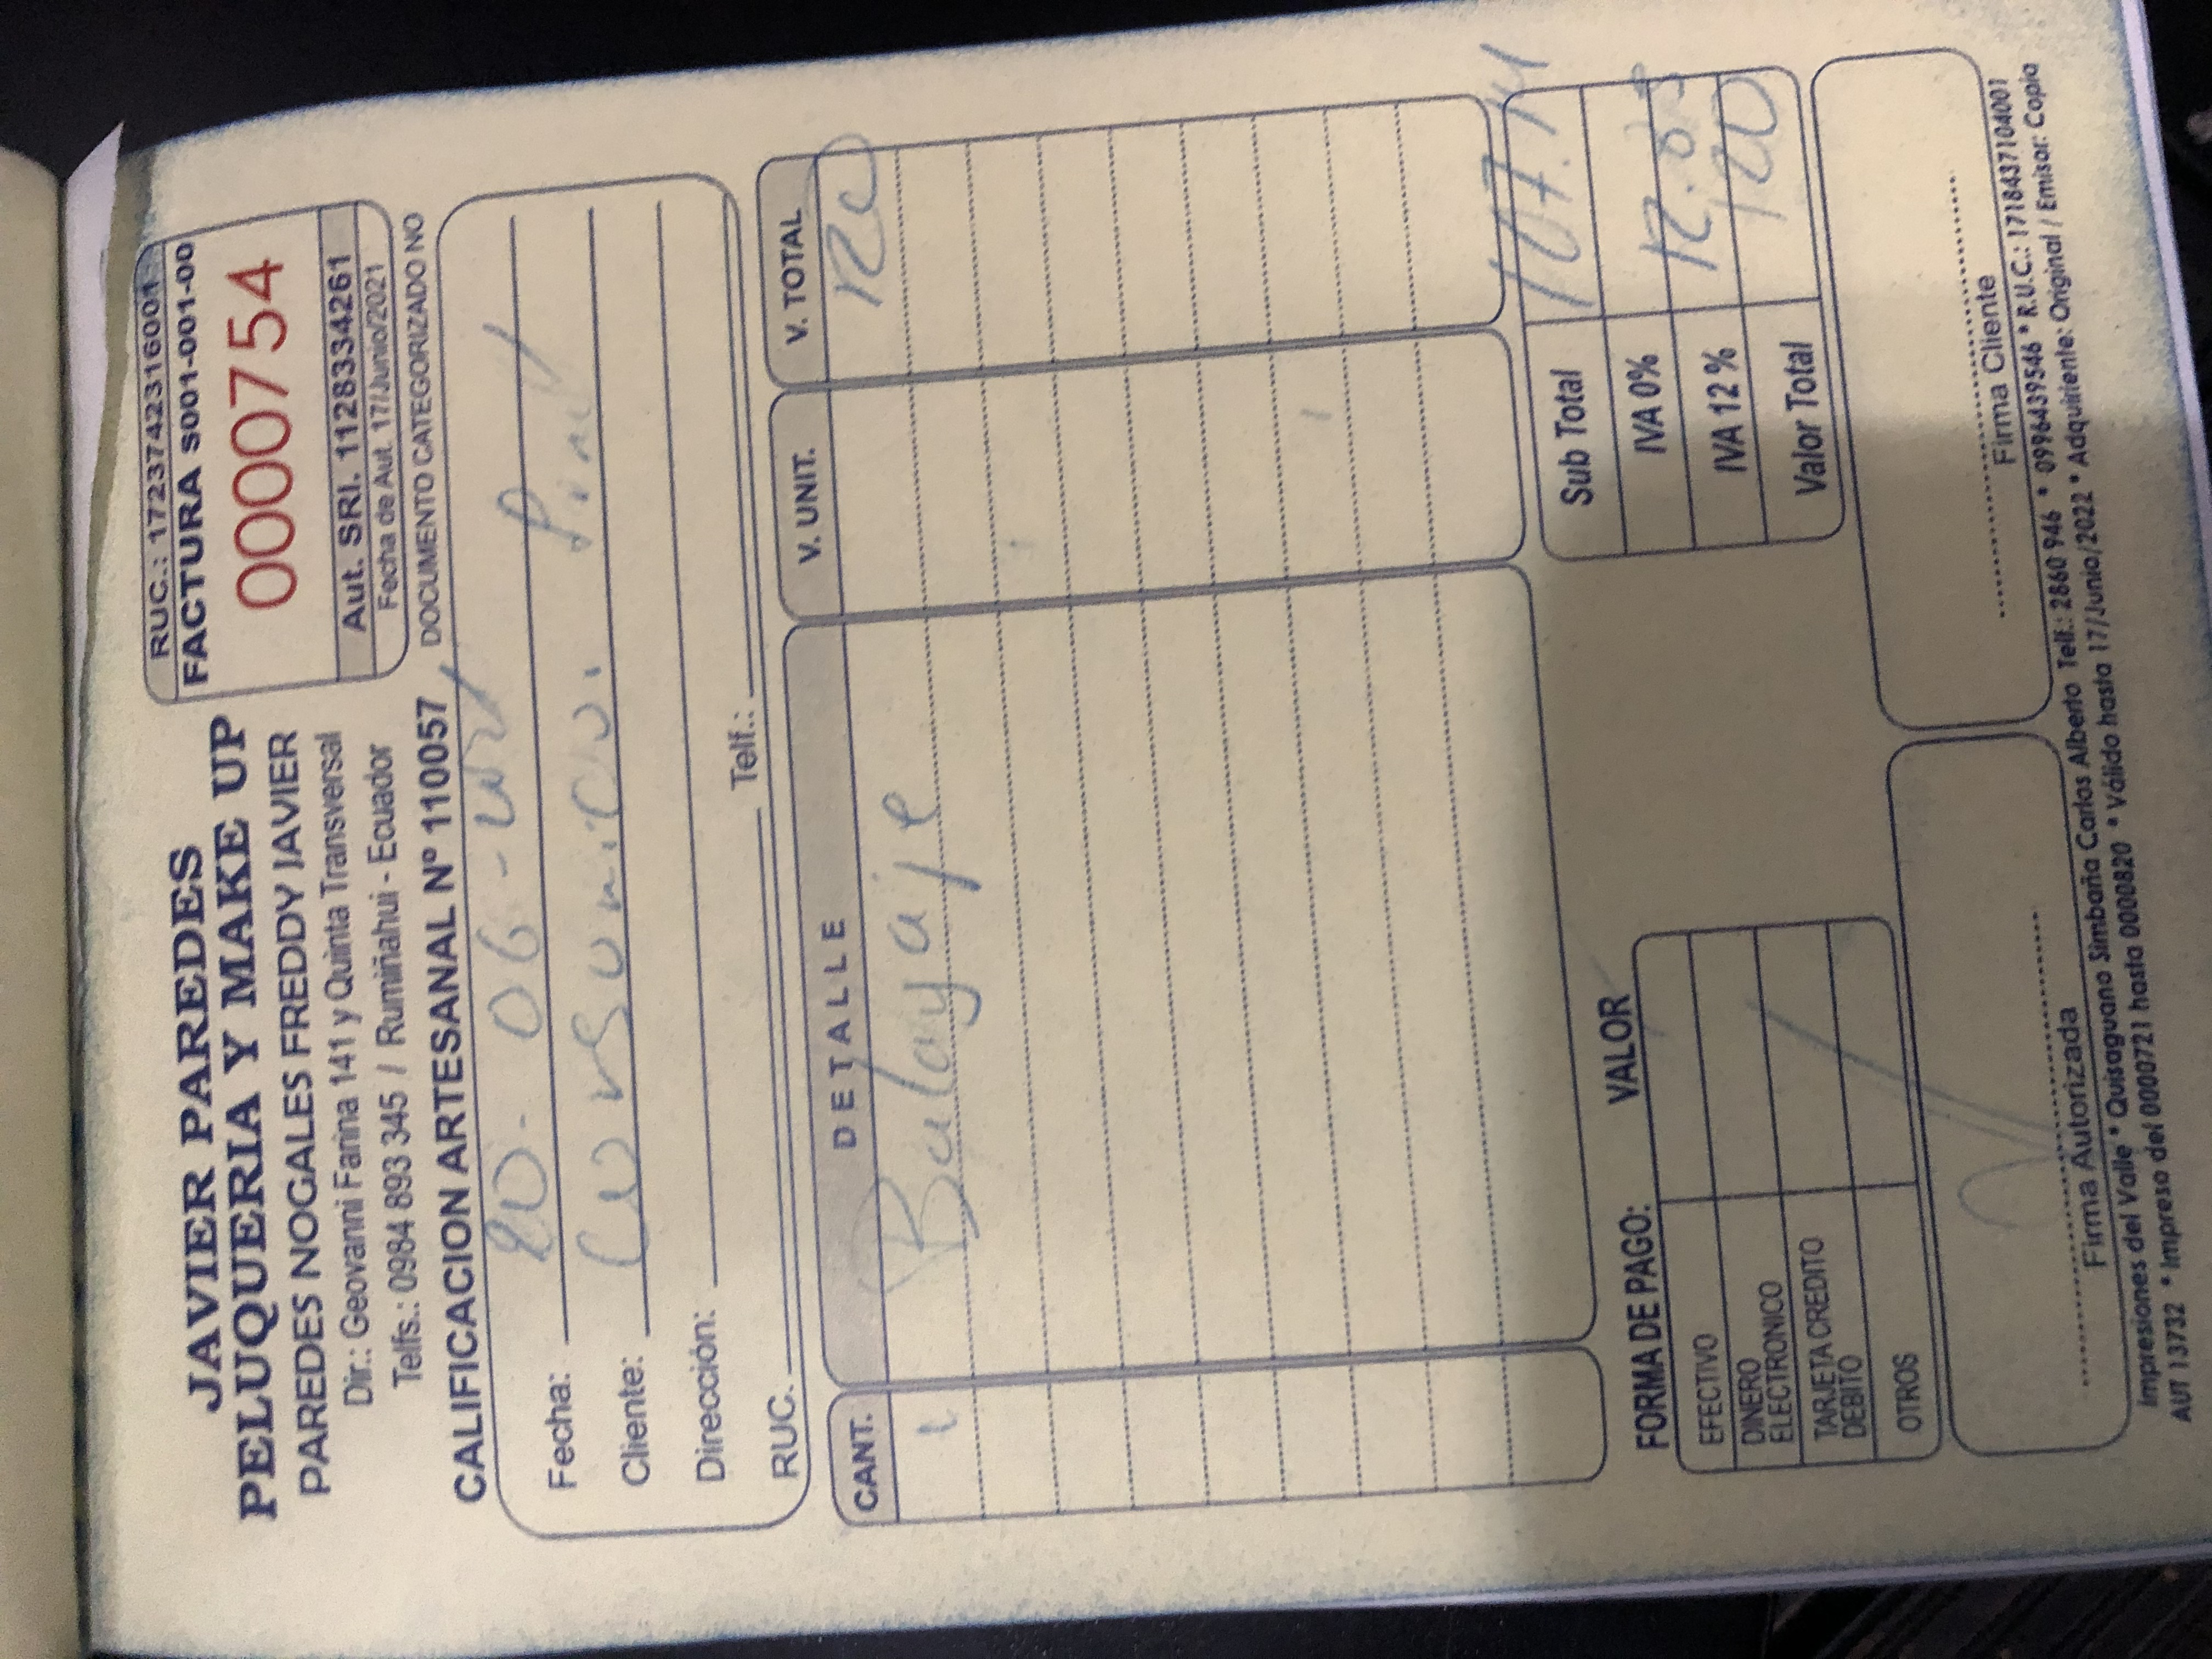 JAVIER PAREDES
PELUQUERIA Y MAKE UP
PAREDES NOGALES FREDDY JAVIER
Dir.: Geovanni Farina 141 y Quinta Transversal
Telfs.: 0984 893 345 / Rumiñahui - Ecuador
CALIFICACION ARTESANAL Nº 110057
RUC.: 1723742316001
FACTURA S001-001-00
0000754
Aut. SRI. 1128334261
Fecha de Aut. 17/Junio/2021
DOCUMENTO CATEGORIZADO NO
Fecha: 20-06-2021
Cliente: Consumidor Final
Dirección:
RUC. Telf.:
CANT. DETALLE V. UNIT. V. TOTAL
1 Balayaje 120
Sub Total 107.14
IVA 0%
IVA 12 % 12.85
Valor Total 120
FORMA DE PAGO: VALOR
EFECTIVO
DINERO
ELECTRONICO
TARJETA CREDITO
DEBITO
OTROS
Firma Autorizada
Firma Cliente
Impresiones del Valle * Quisaguano Simbaña Carlos Alberto Telf.: 2860 946 * 0996439546 * R.U.C.: 1718437104001
AUT 13732 * Impreso del 0000721 hasta 0000820 * Válido hasta 17/Junio/2022 * Adquiriente: Original / Emisor: Copia